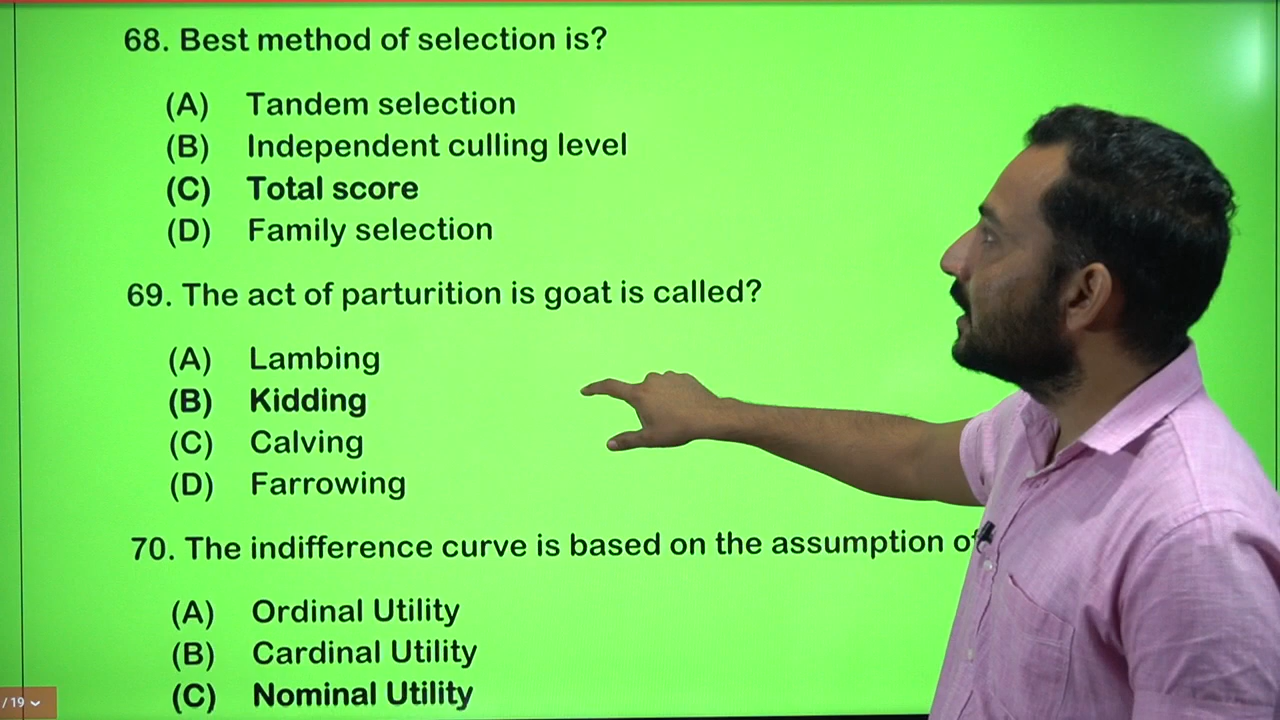 68. Best method of selection is?
(A) Tandem selection
(B) Independent culling level
(C) Total score
(D) Family selection
69. The act of parturition is goat is called?
(A) Lambing
(B) Kidding
(C) Calving
(D) Farrowing
70. The indifference curve is based on the assumption of
(A) Ordinal Utility
(B) Cardinal Utility
(C) Nominal Utility
/ 19